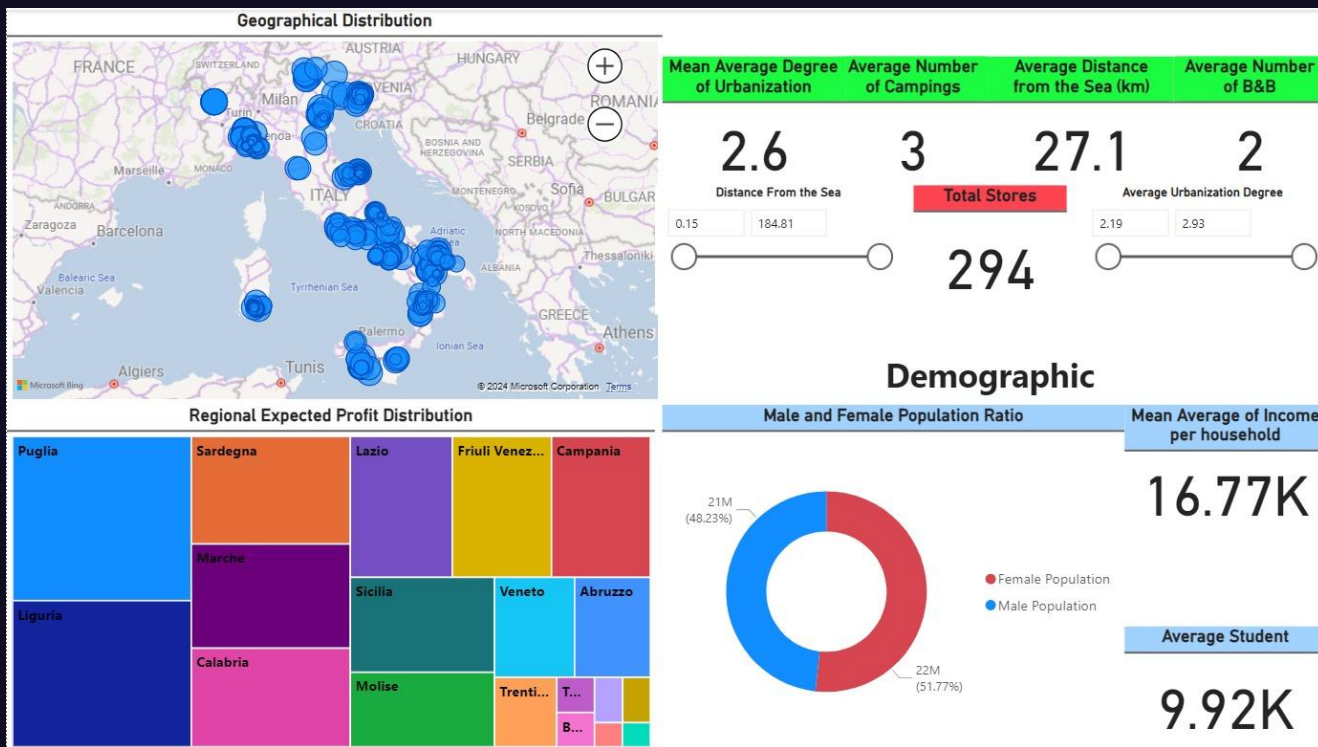 Geographical Distribution
FRANCE
SWITZERLAND
AUSTRIA
HUNGARY
Milan
VENIA
ROMANIA
Turin
enoa
CROATIA
Belgrade
BOSNIA AND
HERZEGOVINA
SERBIA
Marseille
MONACO
ITALY
MONTENEGRO
Sofia
KOSOVO
BULGAR
ANDORRA
Zaragoza
Barcelona
Adriatic
NORTH MACEDONIA
Thessaloniki
ALBANIA
Balearic Sea
Valencia
Tyrrhenian Sea
GREECE
Palermo
Athens
Ionian Sea
Algiers
Tunis
Microsoft Bing
© 2024 Microsoft Corporation Terms
Mean Average Degree
of Urbanization
Average Number
of Campings
Average Distance
from the Sea (km)
Average Number
of B&B
2.6
3
27.1
2
Distance From the Sea
0.15
184.81
Total Stores
294
Average Urbanization Degree
2.19
2.93
Regional Expected Profit Distribution
Puglia
Sardegna
Lazio
Friuli Venez...
Campania
Marche
Liguria
Sicilia
Veneto
Abruzzo
Calabria
Molise
Trenti...
T...
B...
Demographic
Male and Female Population Ratio
21M
(48.23%)
Female Population
Male Population
22M
(51.77%)
Mean Average of Income
per household
16.77K
Average Student
9.92K